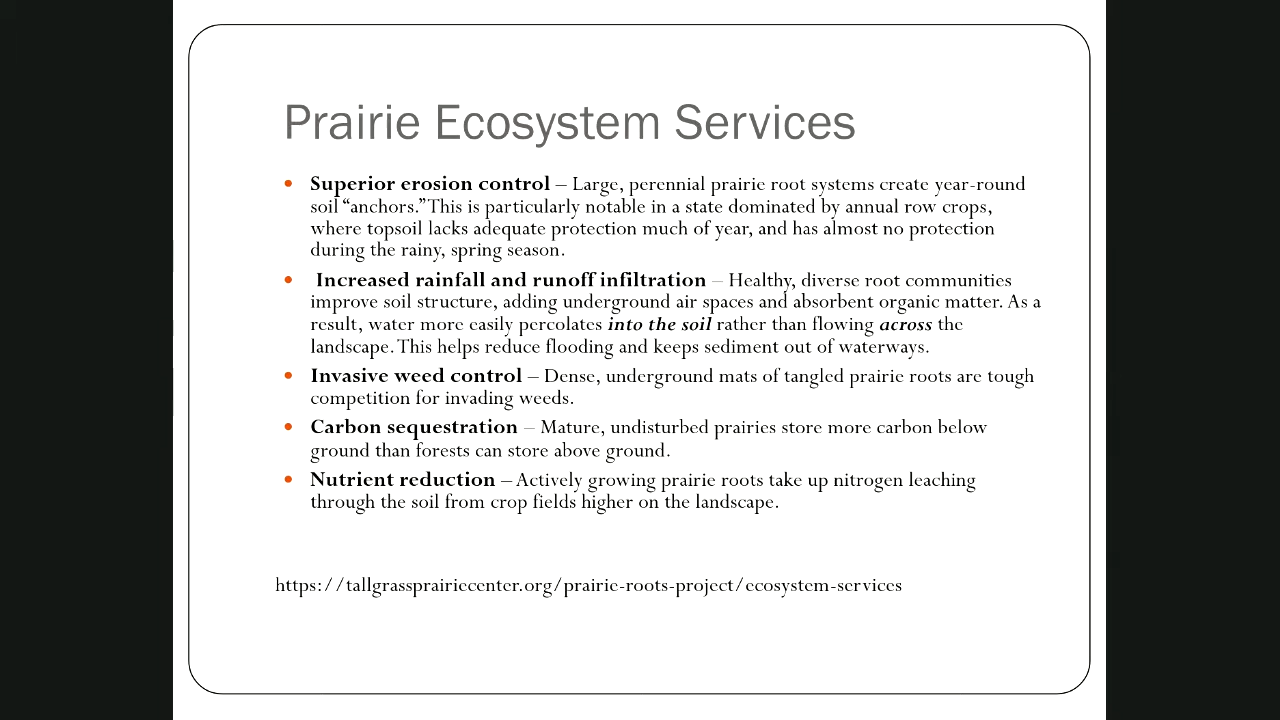 Prairie Ecosystem Services
• Superior erosion control – Large, perennial prairie root systems create year-round
soil “anchors.” This is particularly notable in a state dominated by annual row crops,
where topsoil lacks adequate protection much of year, and has almost no protection
during the rainy, spring season.
• Increased rainfall and runoff infiltration – Healthy, diverse root communities
improve soil structure, adding underground air spaces and absorbent organic matter. As a
result, water more easily percolates into the soil rather than flowing across the
landscape. This helps reduce flooding and keeps sediment out of waterways.
• Invasive weed control – Dense, underground mats of tangled prairie roots are tough
competition for invading weeds.
• Carbon sequestration – Mature, undisturbed prairies store more carbon below
ground than forests can store above ground.
• Nutrient reduction – Actively growing prairie roots take up nitrogen leaching
through the soil from crop fields higher on the landscape.
https://tallgrassprairiecenter.org/prairie-roots-project/ecosystem-services